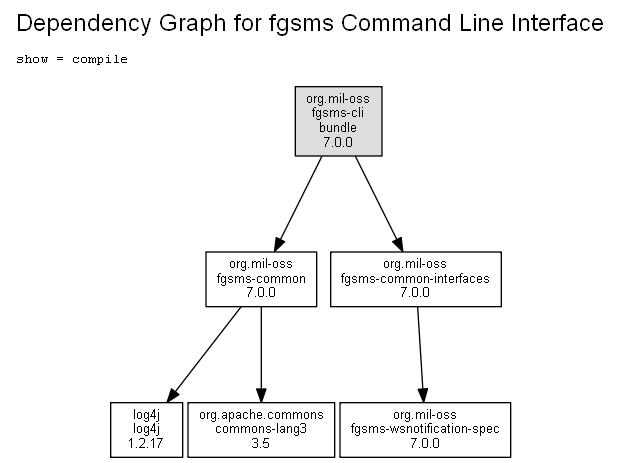 Dependency Graph for fgsms Command Line Interface
show = compile
org.mil-oss
fgsms-cli
bundle
7.0.0
org.mil-oss
fgsms-common
7.0.0
org.mil-oss
fgsms-common-interfaces
7.0.0
log4j
log4j
1.2.17
org.apache.commons
commons-lang3
3.5
org.mil-oss
fgsms-wsnotification-spec
7.0.0